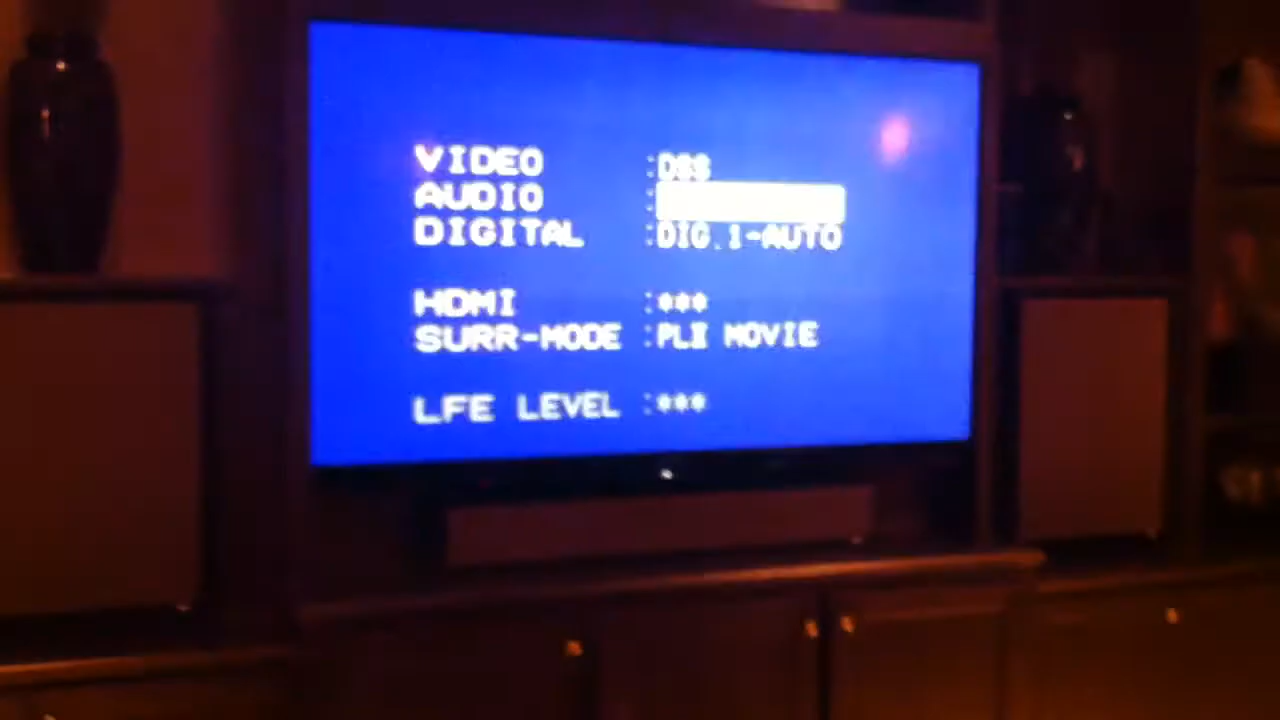 VIDEO :DSS
AUDIO :
DIGITAL :DIG.1-AUTO
HDMI :***
SURR-MODE :PLⅡ MOVIE
LFE LEVEL :***